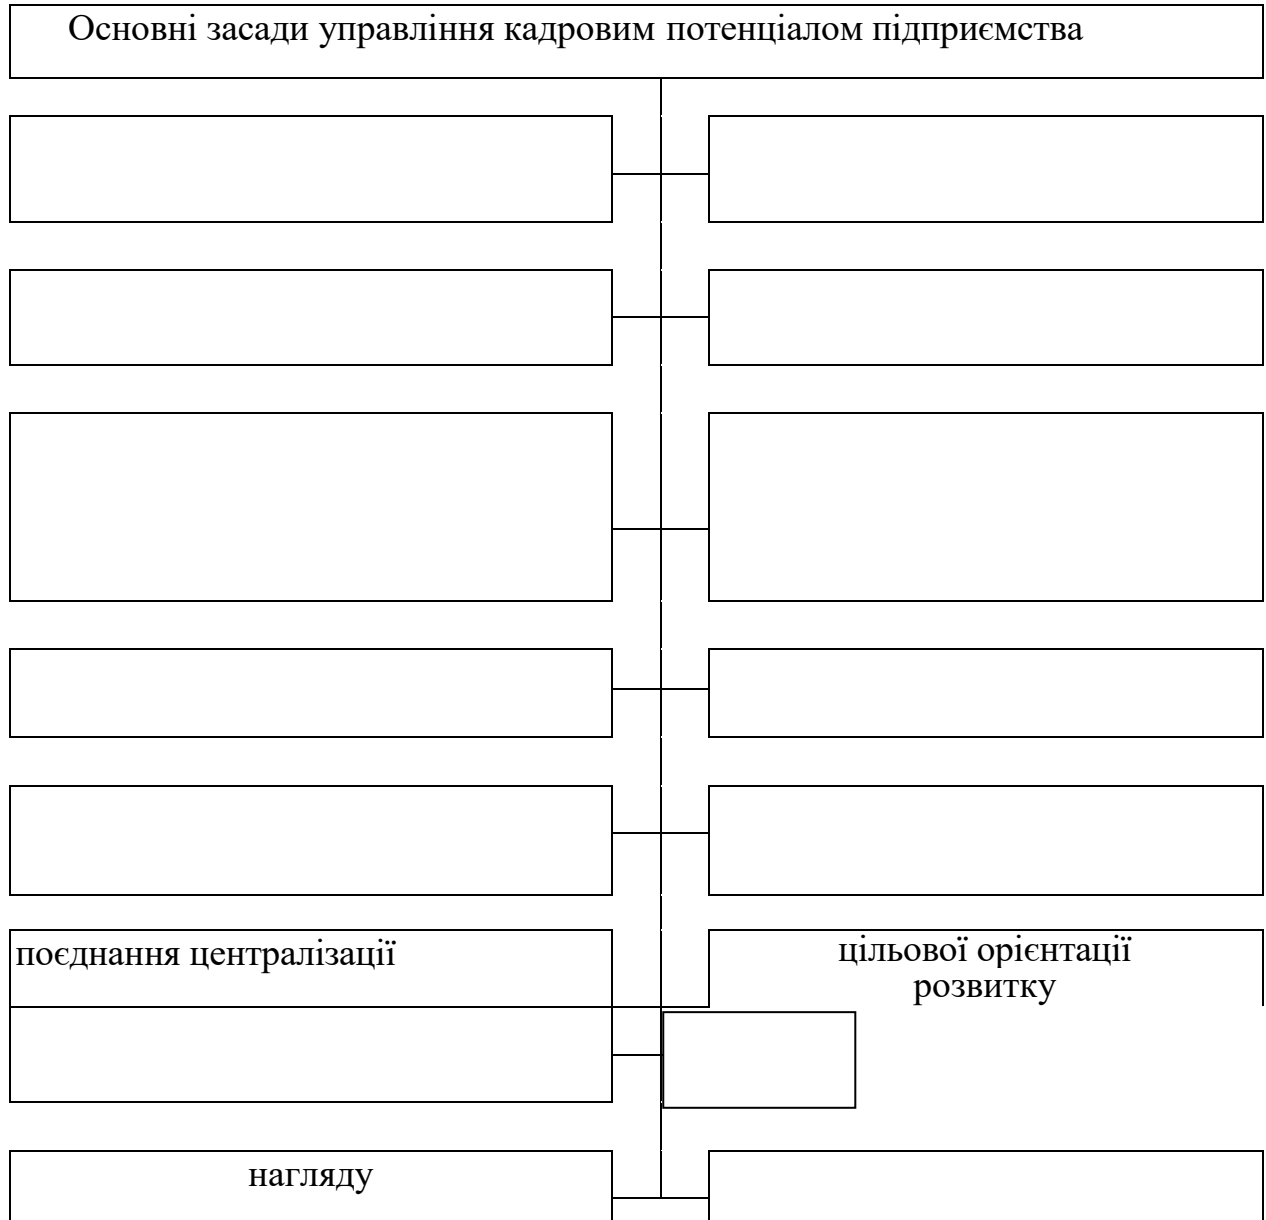 Основні засади управління кадровим потенціалом підприємства
поєднання централізації
цільової орієнтації
розвитку
нагляду